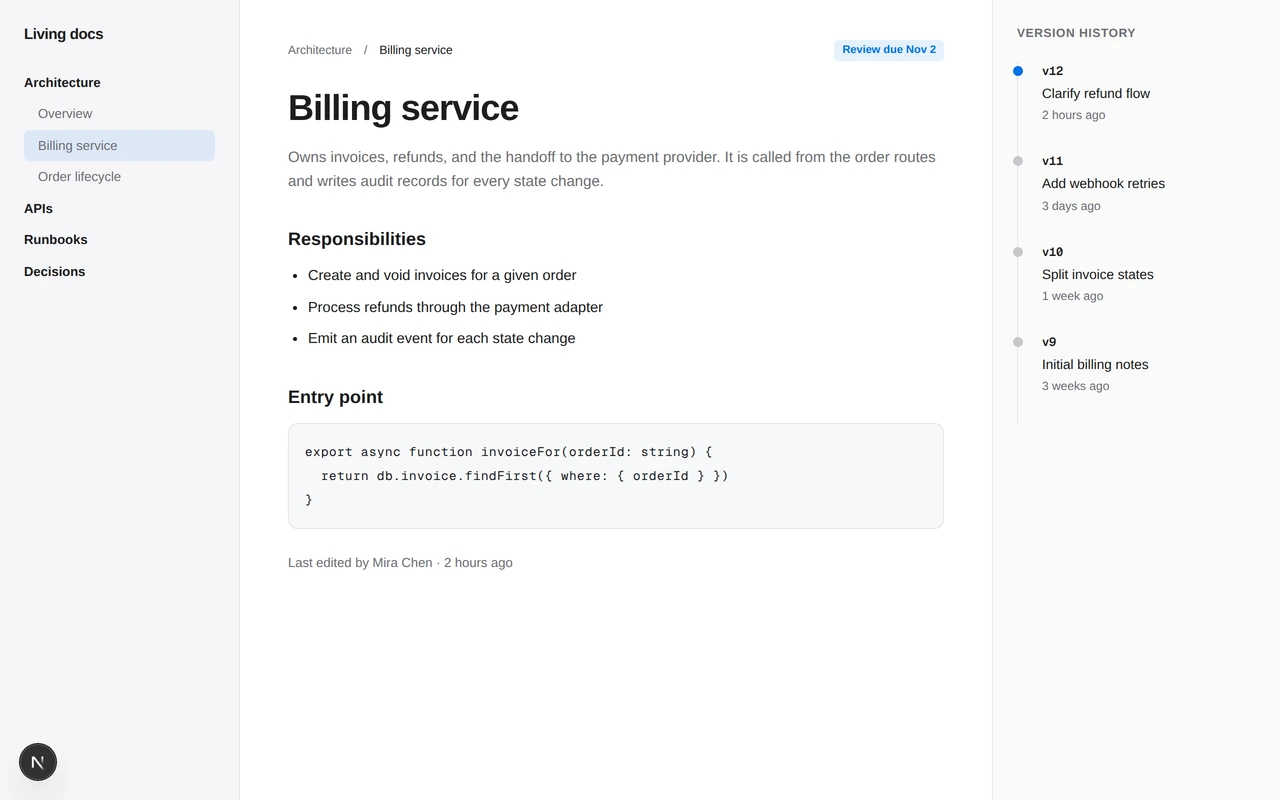 Living docs
Architecture
Overview
Billing service
Order lifecycle
APIs
Runbooks
Decisions
Architecture / Billing service
Review due Nov 2
Billing service
Owns invoices, refunds, and the handoff to the payment provider. It is called from the order routes
and writes audit records for every state change.
Responsibilities
• Create and void invoices for a given order
• Process refunds through the payment adapter
• Emit an audit event for each state change
Entry point
export async function invoiceFor(orderId: string) {
  return db.invoice.findFirst({ where: { orderId } })
}
Last edited by Mira Chen · 2 hours ago
VERSION HISTORY
v12
Clarify refund flow
2 hours ago
v11
Add webhook retries
3 days ago
v10
Split invoice states
1 week ago
v9
Initial billing notes
3 weeks ago
N